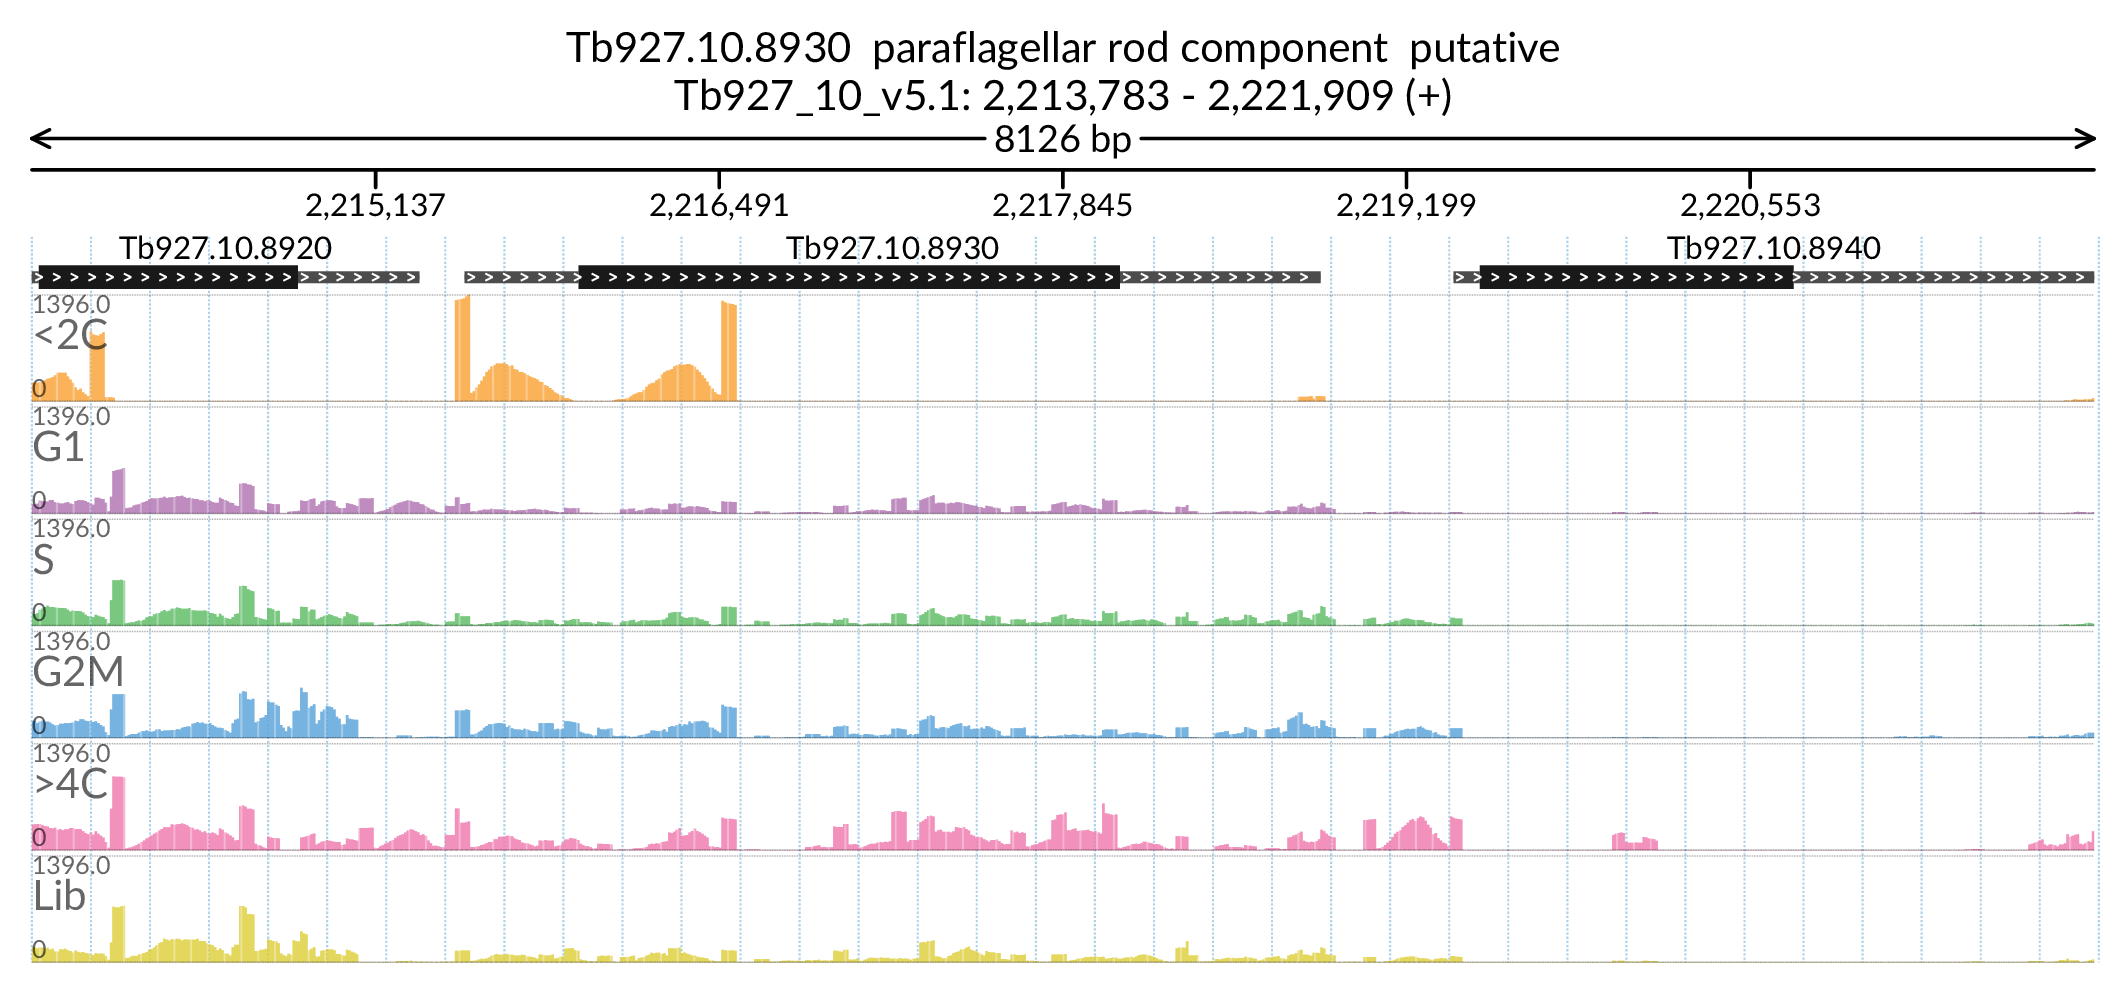 Tb927.10.8930 paraflagellar rod component putative
Tb927_10_v5.1: 2,213,783 - 2,221,909 (+)
8126 bp
2,215,137 2,216,491 2,217,845 2,219,199 2,220,553
Tb927.10.8920 Tb927.10.8930 Tb927.10.8940
1396.0
<2C
0
1396.0
G1
0
1396.0
S
0
1396.0
G2M
0
1396.0
>4C
0
1396.0
Lib
0